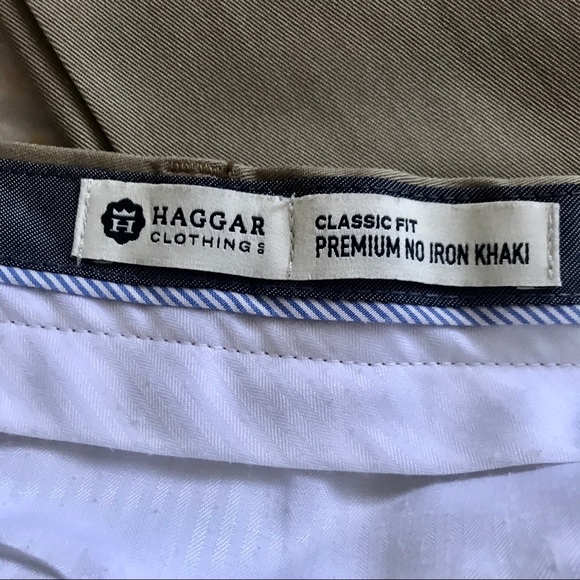 H
HAGGAR
CLOTHING
CLASSIC FIT
PREMIUM NO IRON KHAKI